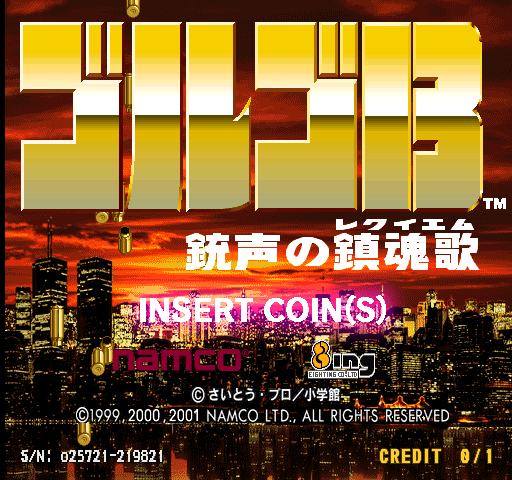 ゴルゴ13
TM
レクイエム
銃声の鎮魂歌
INSERT COIN(S)
namco
8ing
EIGHTING CO.,LTD
© さいとう・プロ／小学館
©1999, 2000, 2001 NAMCO LTD., ALL RIGHTS RESERVED
S/N: o25721-219821
CREDIT 0/1